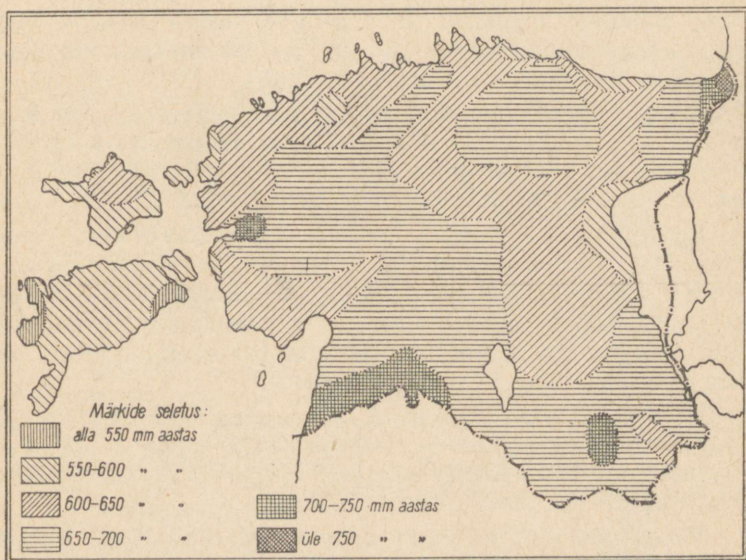 Märkide seletus:
alla 550 mm aastas
550-600 " "
600-650 " "
650-700 " "
700-750 mm aastas
üle 750 " "